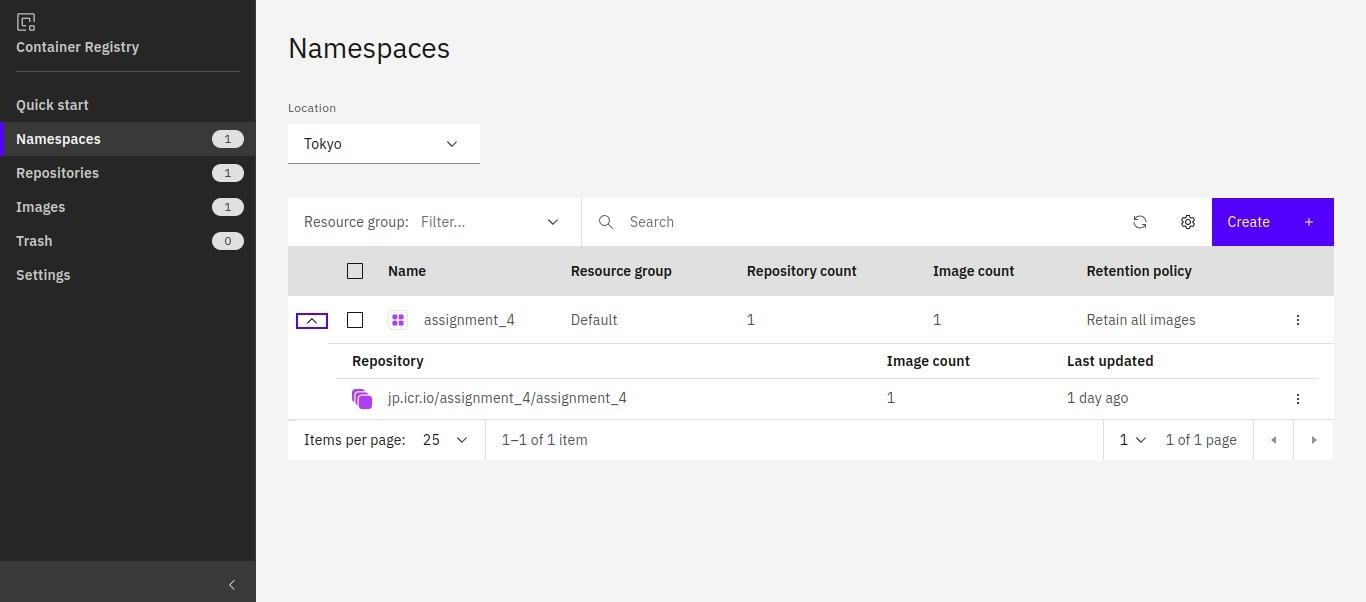 Container Registry
Quick start
Namespaces 1
Repositories 1
Images 1
Trash 0
Settings
Namespaces
Location
Tokyo
Resource group: Filter... Search Create +
Name Resource group Repository count Image count Retention policy
assignment_4 Default 1 1 Retain all images
Repository Image count Last updated
jp.icr.io/assignment_4/assignment_4 1 1 day ago
Items per page: 25 1–1 of 1 item 1 1 of 1 page